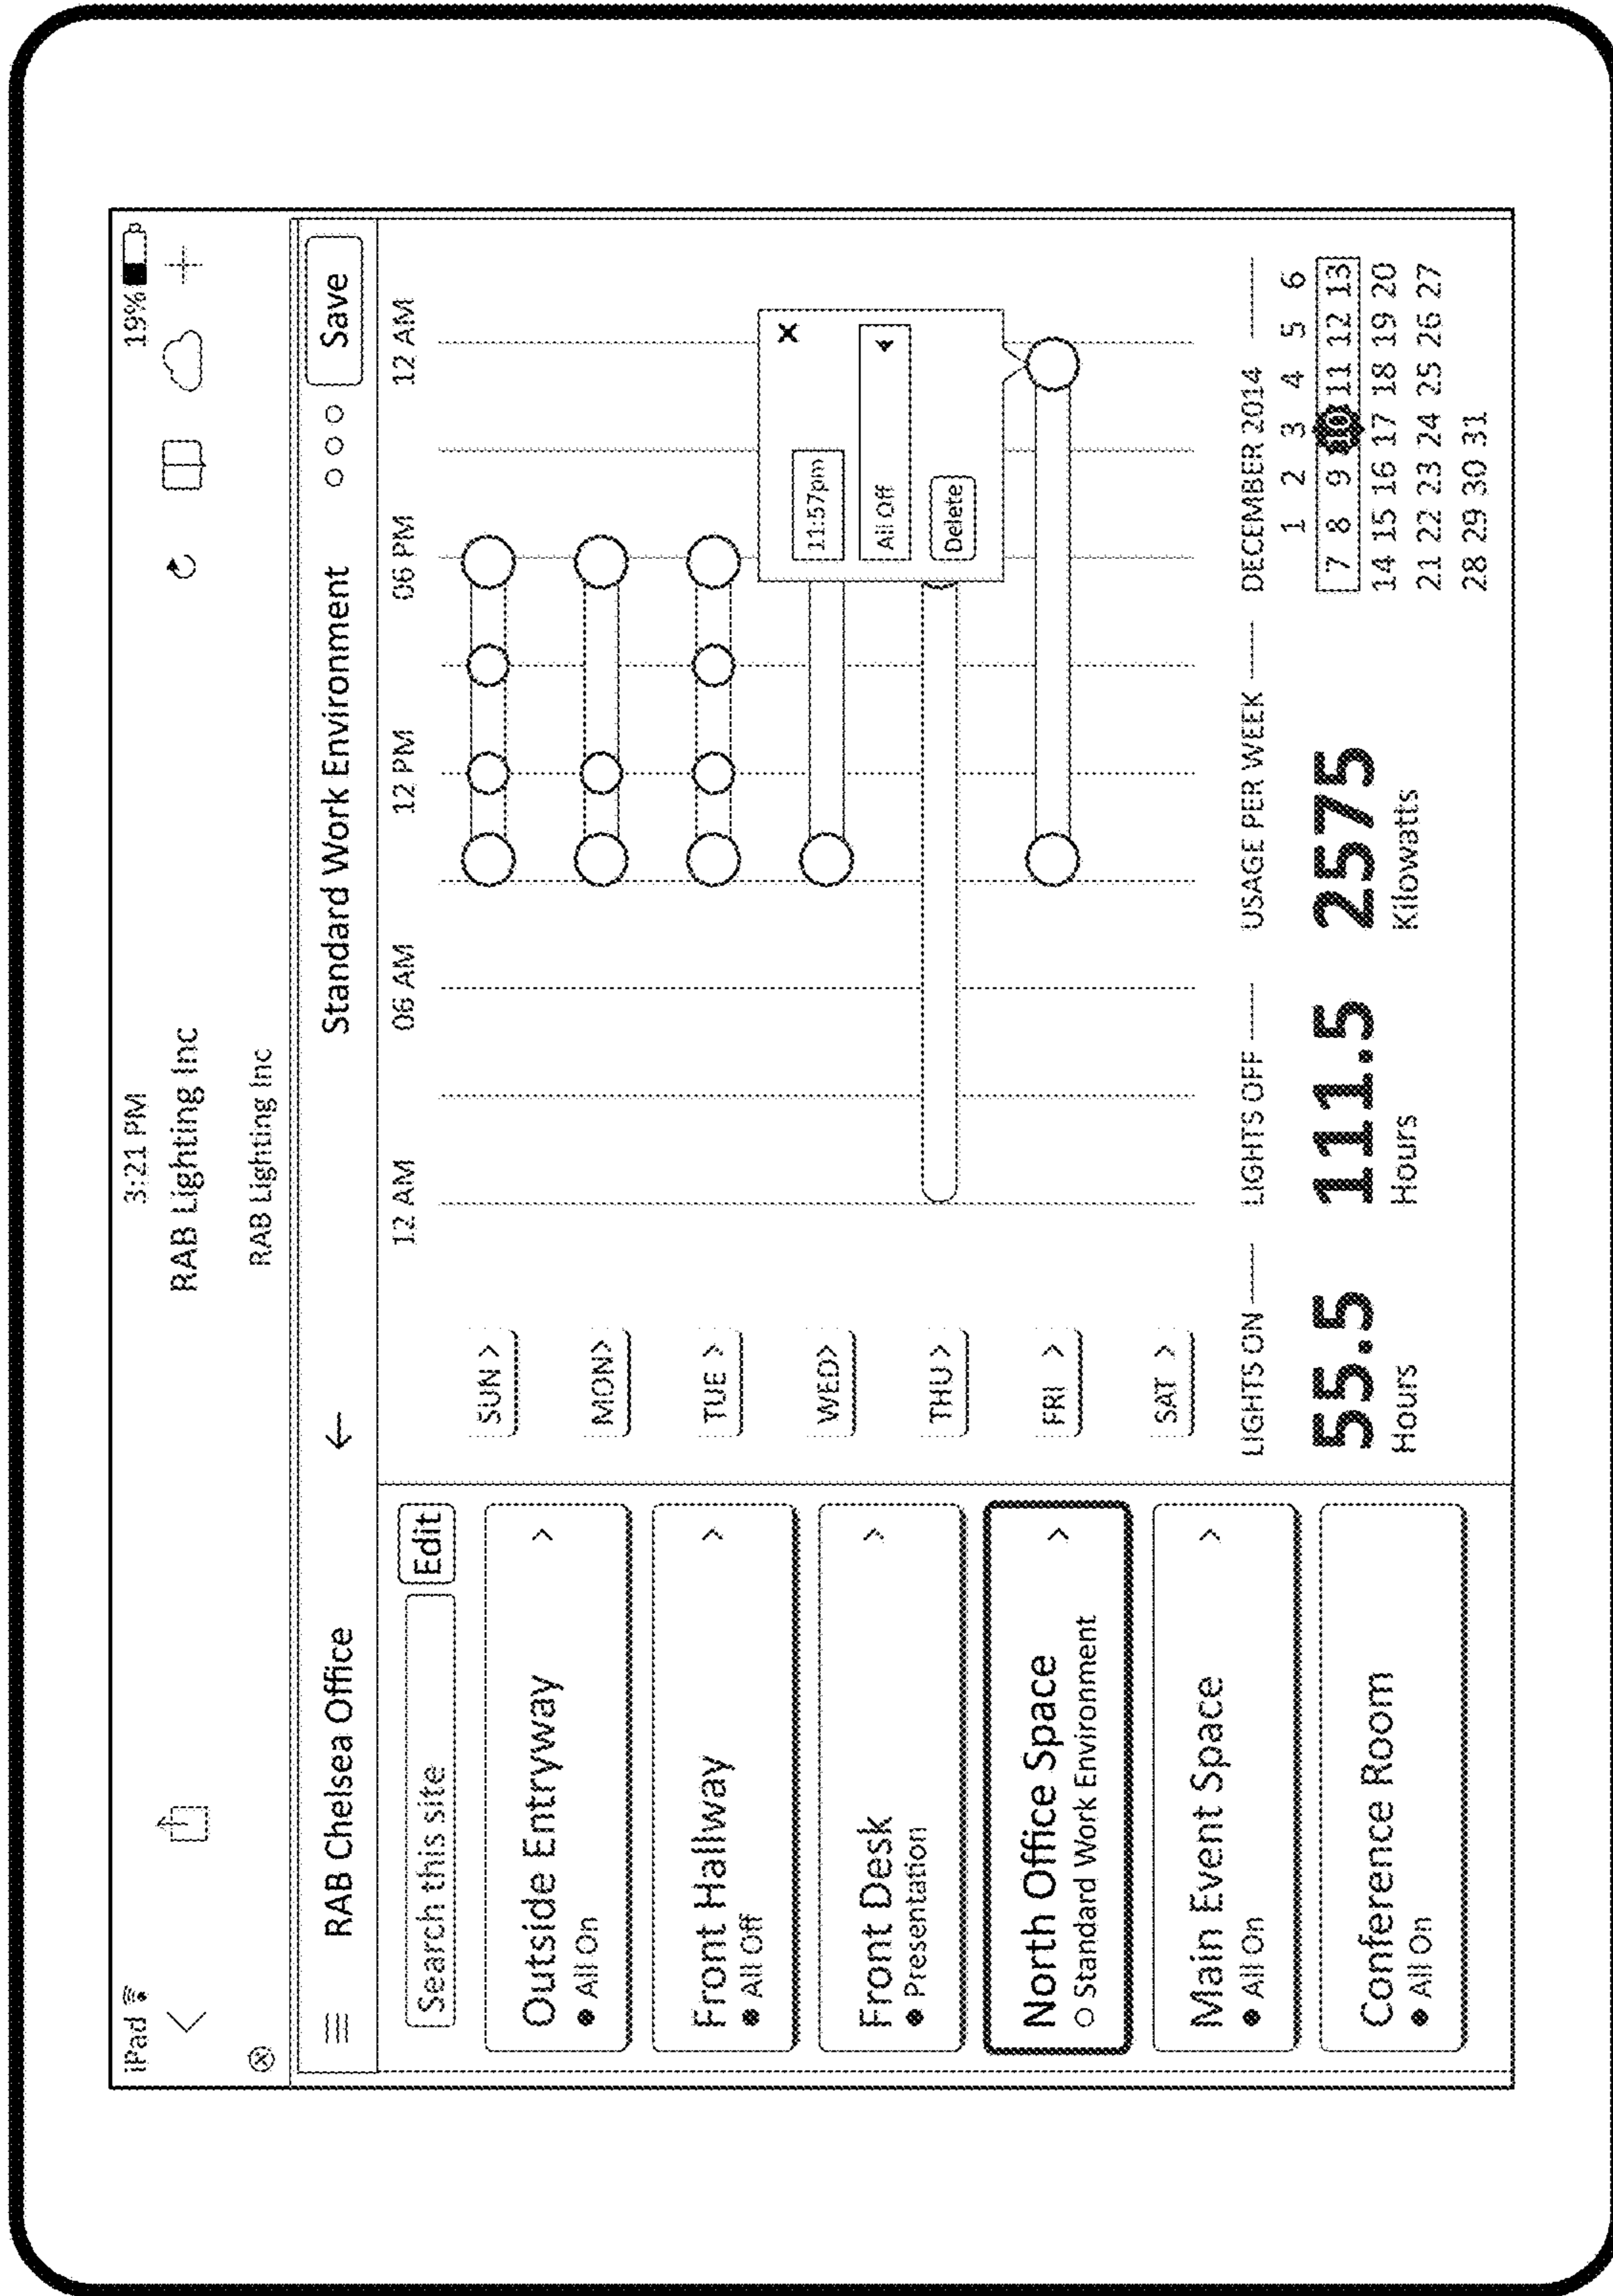 iPad 3:21 PM 19%
RAB Lighting Inc
RAB Lighting Inc
RAB Chelsea Office
Standard Work Environment
Save
Search this site
Edit
Outside Entryway
All On
Front Hallway
All Off
Front Desk
Presentation
North Office Space
Standard Work Environment
Main Event Space
All On
Conference Room
All On
12 AM 06 AM 12 PM 06 PM 12 AM
SUN >
MON>
TUE >
WED>
THU >
FRI >
SAT >
11:57pm
All Off
Delete
LIGHTS ON
55.5
Hours
LIGHTS OFF
111.5
Hours
USAGE PER WEEK
2575
Kilowatts
DECEMBER 2014
1 2 3 4 5 6
7 8 9 10 11 12 13
14 15 16 17 18 19 20
21 22 23 24 25 26 27
28 29 30 31